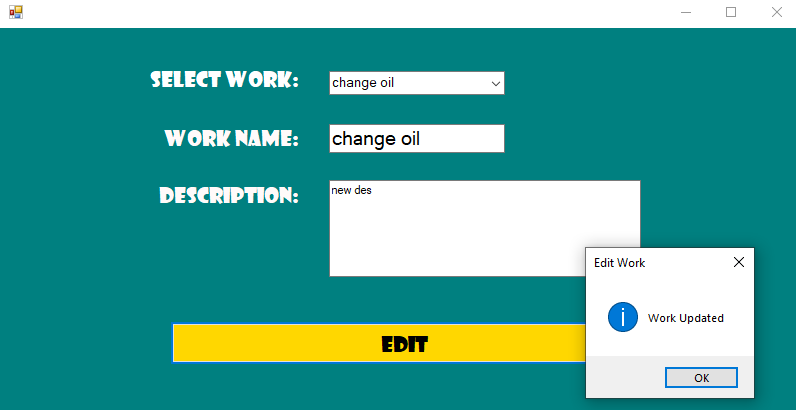 SELECT WORK:
change oil
WORK NAME:
change oil
DESCRIPTION:
new des
EDIT
Edit Work
Work Updated
OK